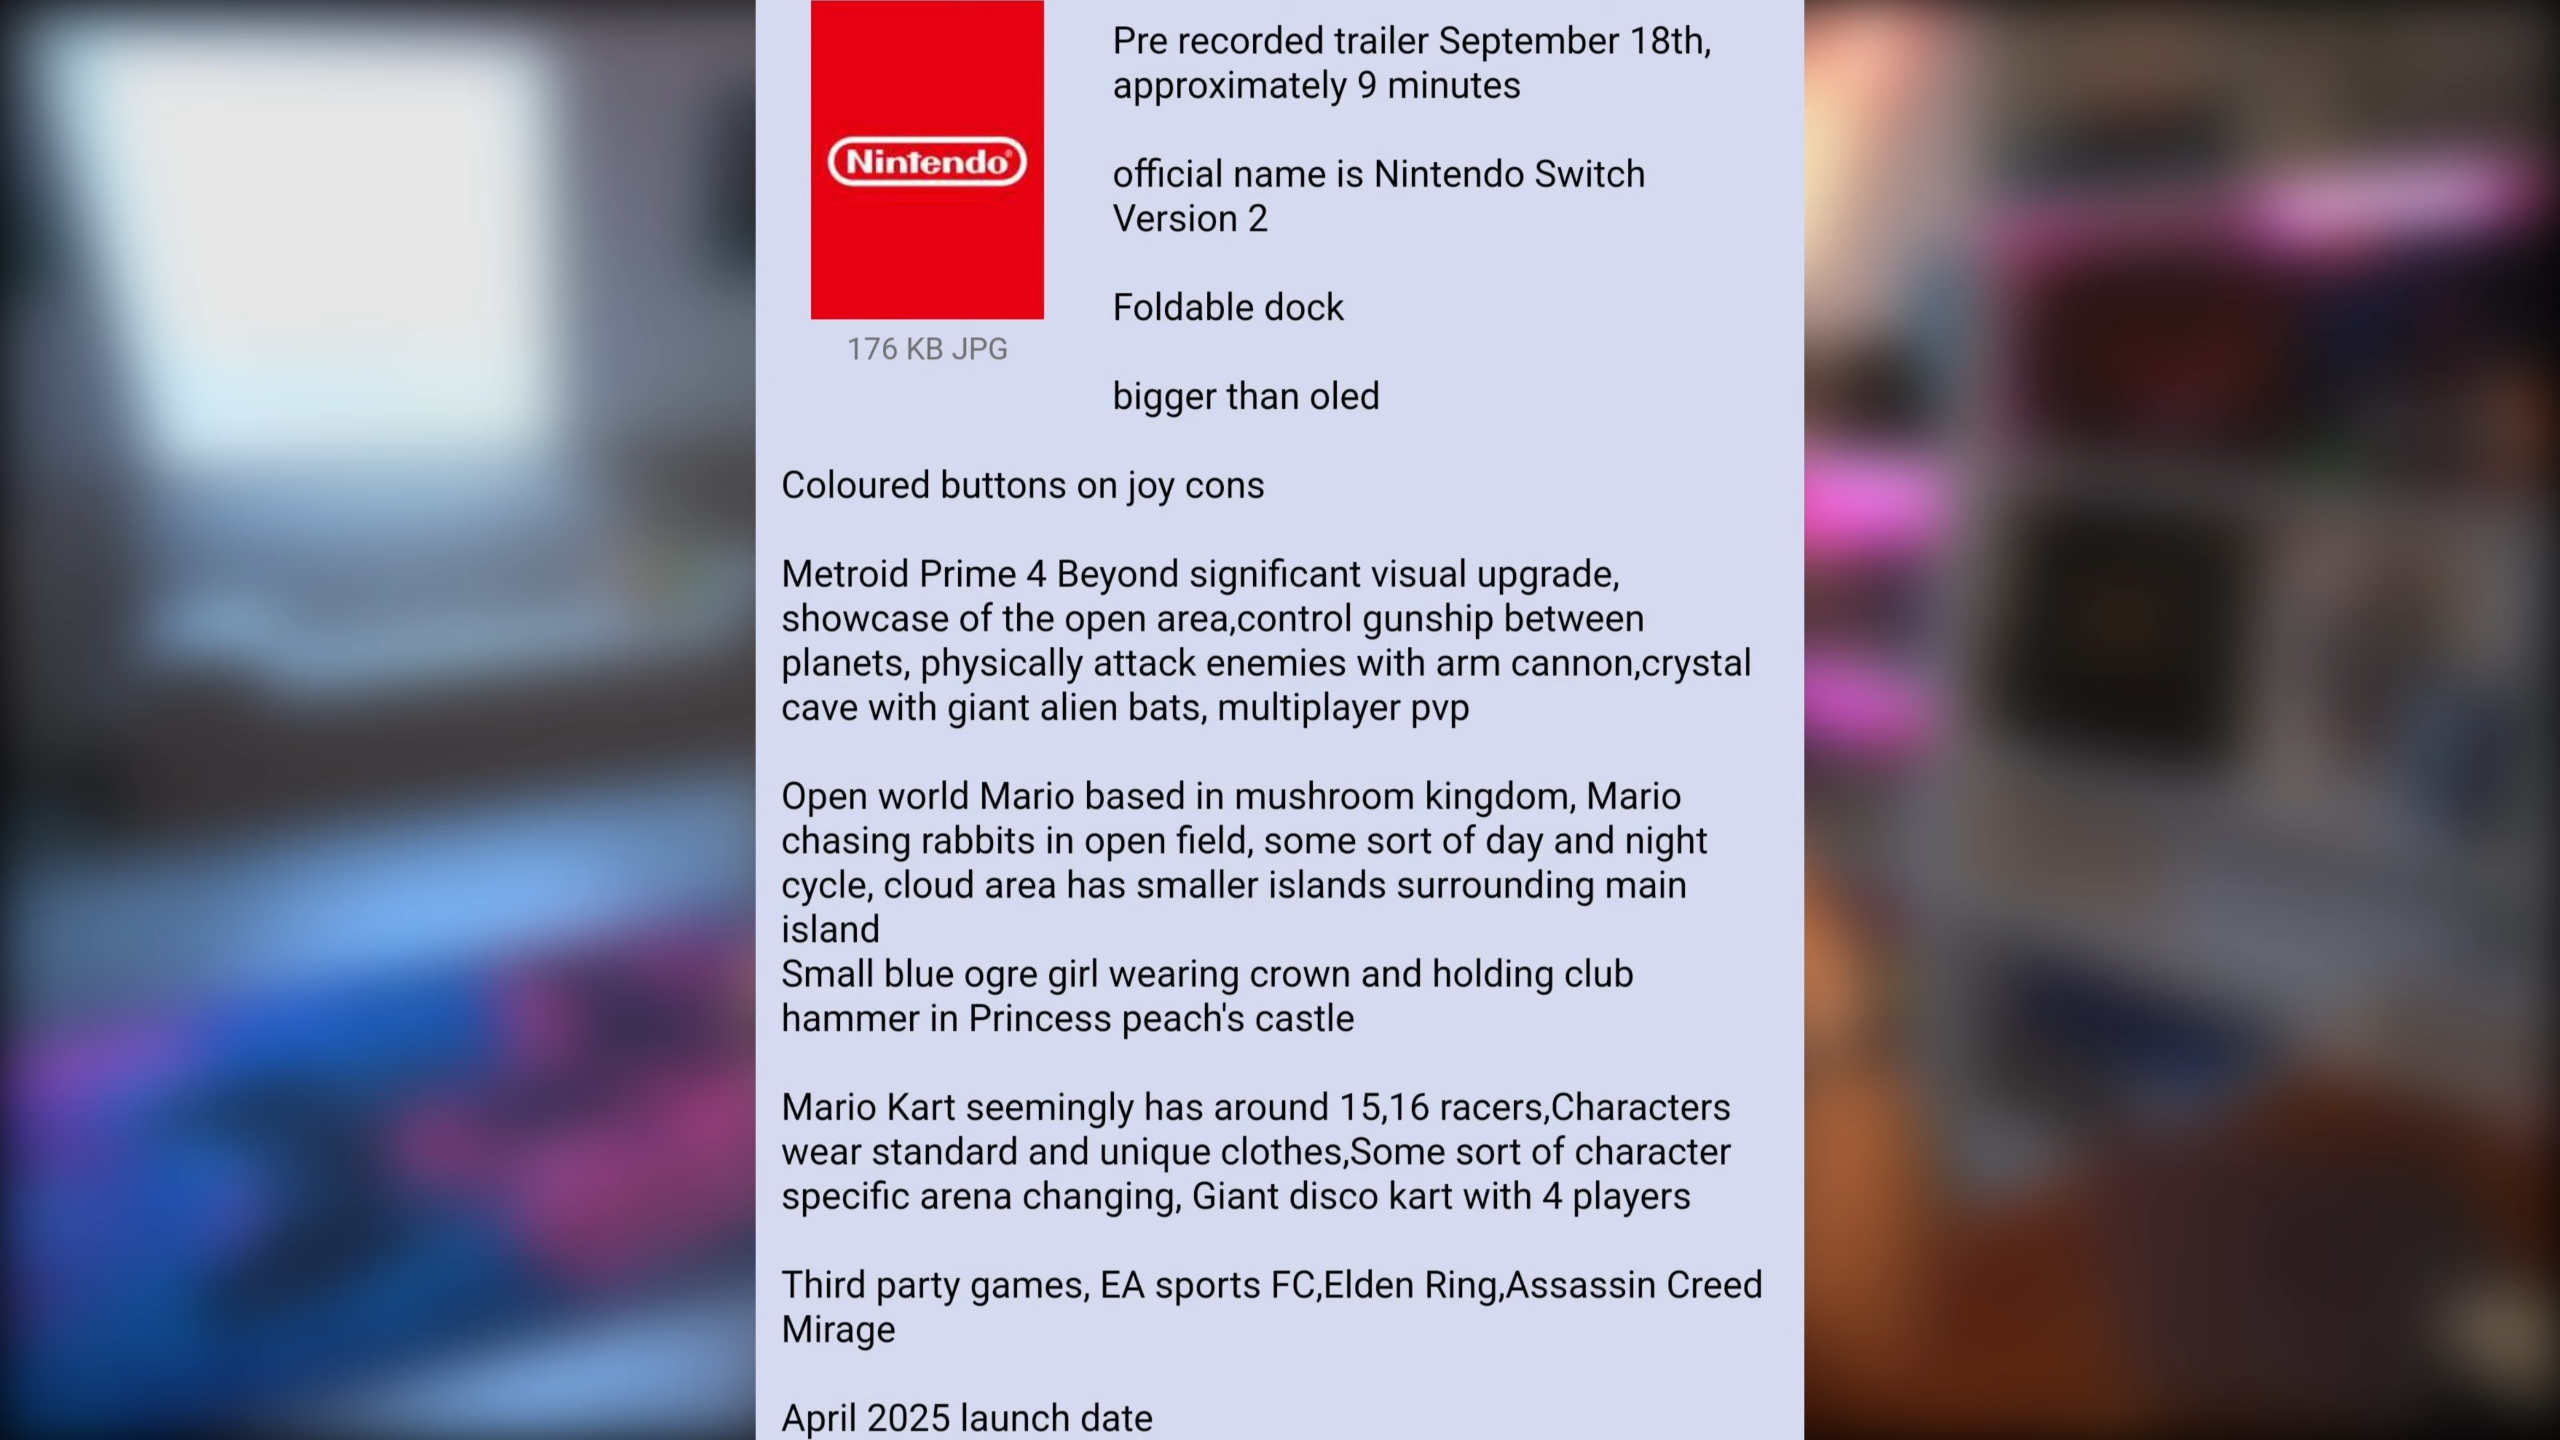 Nintendo®
176 KB JPG
Pre recorded trailer September 18th,
approximately 9 minutes
official name is Nintendo Switch
Version 2
Foldable dock
bigger than oled
Coloured buttons on joy cons
Metroid Prime 4 Beyond significant visual upgrade,
showcase of the open area,control gunship between
planets, physically attack enemies with arm cannon,crystal
cave with giant alien bats, multiplayer pvp
Open world Mario based in mushroom kingdom, Mario
chasing rabbits in open field, some sort of day and night
cycle, cloud area has smaller islands surrounding main
island
Small blue ogre girl wearing crown and holding club
hammer in Princess peach's castle
Mario Kart seemingly has around 15,16 racers,Characters
wear standard and unique clothes,Some sort of character
specific arena changing, Giant disco kart with 4 players
Third party games, EA sports FC,Elden Ring,Assassin Creed
Mirage
April 2025 launch date